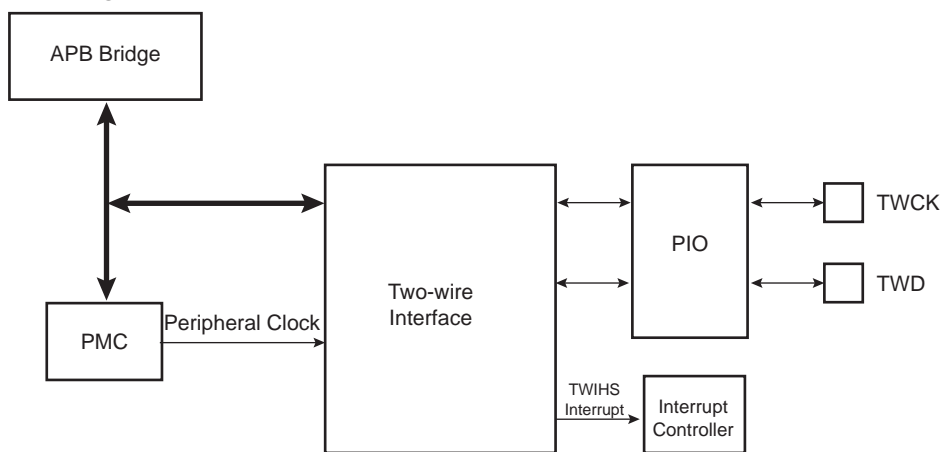 APB Bridge
TWCK
PIO
TWD
Two-wire
Interface
Peripheral Clock
PMC
TWIHS
Interrupt
Interrupt
Controller